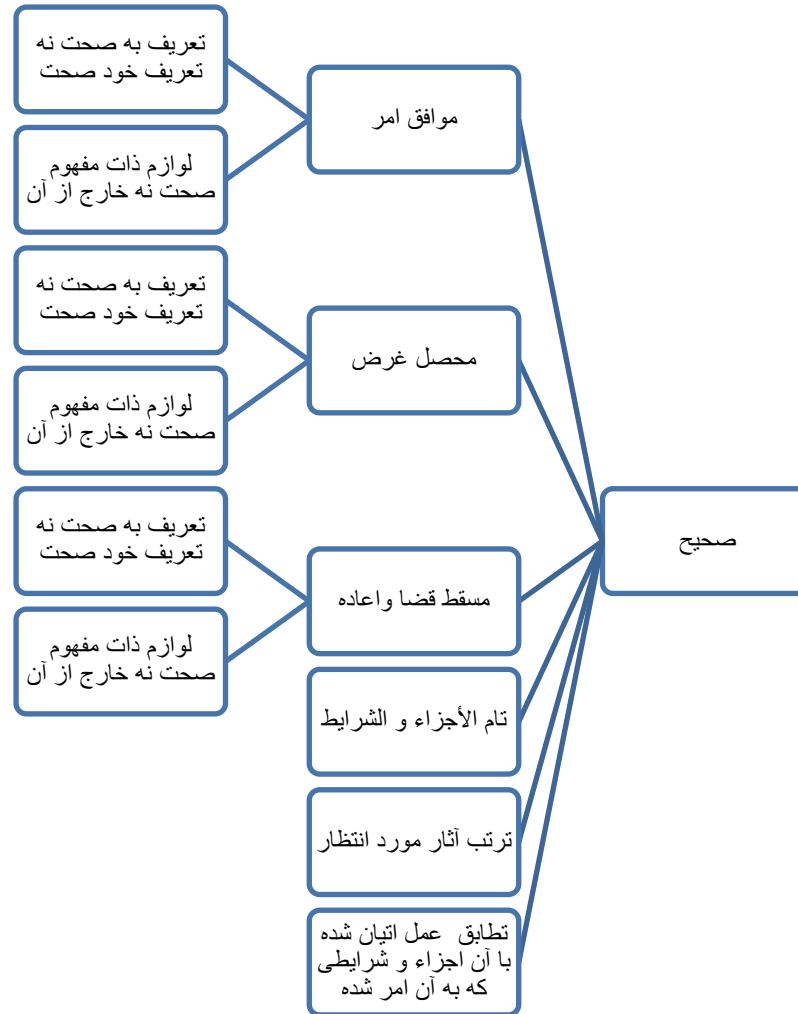 صحیح
موافق امر
تعریف به صحت نه
تعریف خود صحت
لوازم ذات مفهوم
صحت نه خارج از آن
محصل غرض
تعریف به صحت نه
تعریف خود صحت
لوازم ذات مفهوم
صحت نه خارج از آن
مسقط قضا واعاده
تعریف به صحت نه
تعریف خود صحت
لوازم ذات مفهوم
صحت نه خارج از آن
تام الأجزاء و الشرایط
ترتب آثار مورد انتظار
تطابق عمل اتیان شده
با آن اجزاء و شرایطی
که به آن امر شده